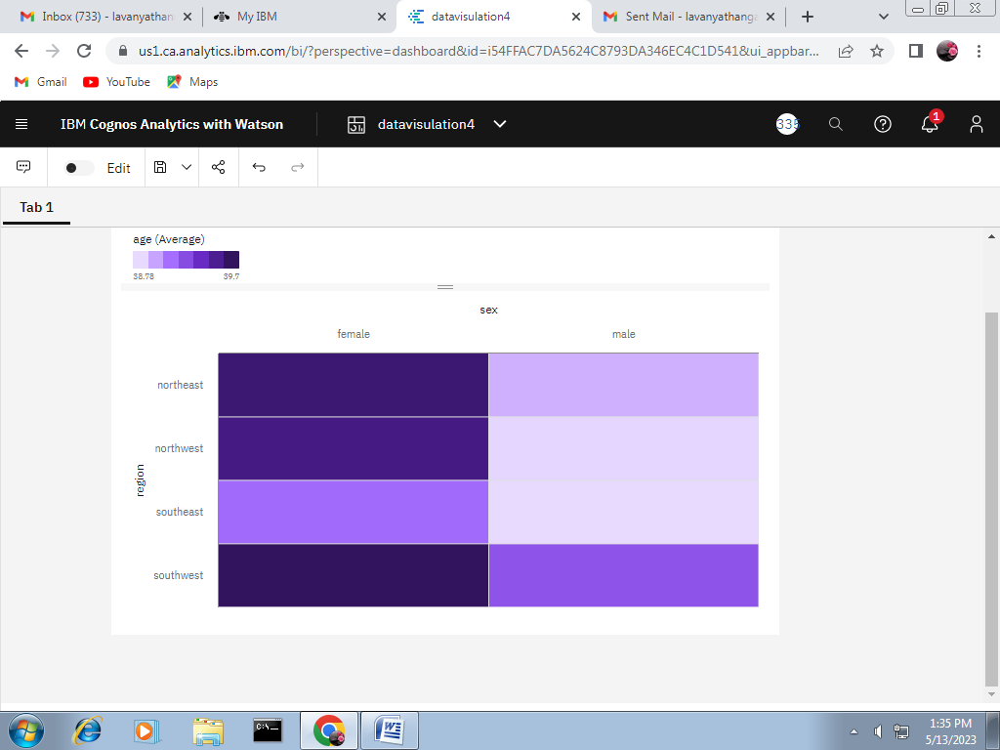 Inbox (733) - lavanyathan
My IBM
datavisulation4
Sent Mail - lavanyathanga
us1.ca.analytics.ibm.com/bi/?perspective=dashboard&id=i54FFAC7DA5624C8793DA346EC4C1D541&ui_appbar...
Gmail
YouTube
Maps
IBM Cognos Analytics with Watson
datavisulation4
335
1
Edit
Tab 1
age (Average)
38.78
39.7
sex
female
male
region
northeast
northwest
southeast
southwest
C:\_
1:35 PM
5/13/2023